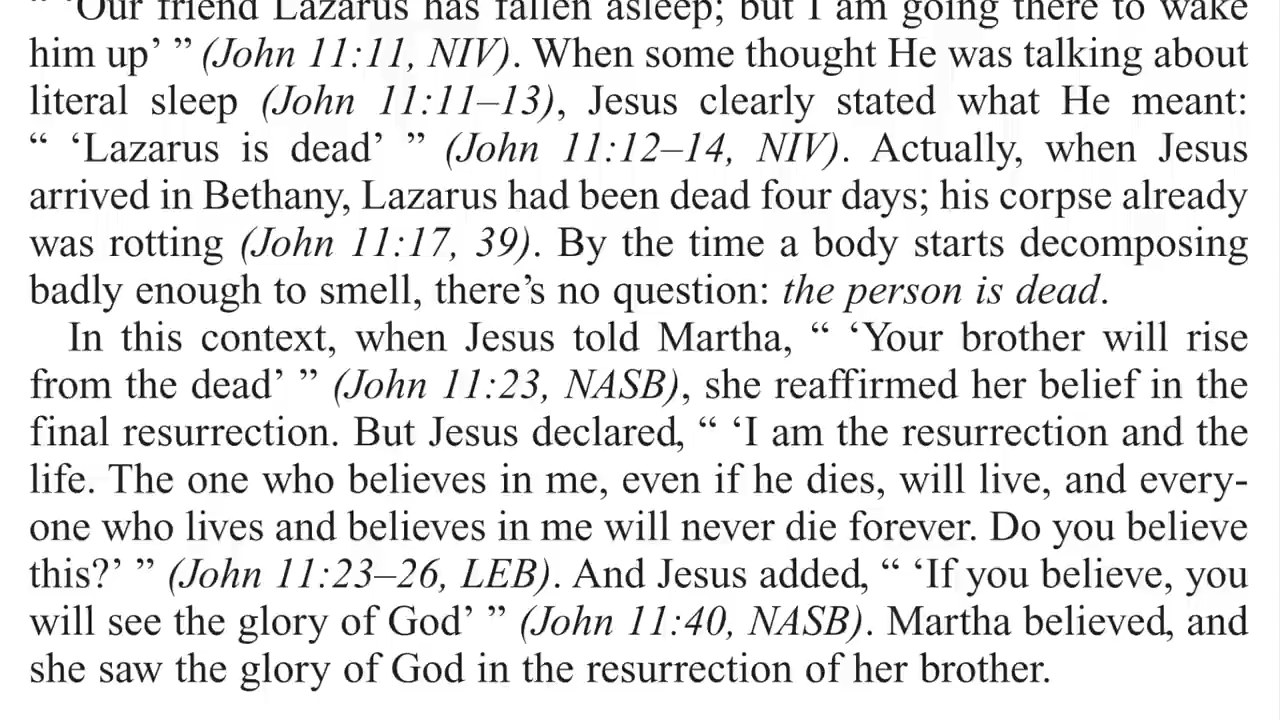 “ ‘Our friend Lazarus has fallen asleep; but I am going there to wake
him up’ ” (John 11:11, NIV). When some thought He was talking about
literal sleep (John 11:11–13), Jesus clearly stated what He meant:
“ ‘Lazarus is dead’ ” (John 11:12–14, NIV). Actually, when Jesus
arrived in Bethany, Lazarus had been dead four days; his corpse already
was rotting (John 11:17, 39). By the time a body starts decomposing
badly enough to smell, there’s no question: the person is dead.
In this context, when Jesus told Martha, “ ‘Your brother will rise
from the dead’ ” (John 11:23, NASB), she reaffirmed her belief in the
final resurrection. But Jesus declared, “ ‘I am the resurrection and the
life. The one who believes in me, even if he dies, will live, and every-
one who lives and believes in me will never die forever. Do you believe
this?’ ” (John 11:23–26, LEB). And Jesus added, “ ‘If you believe, you
will see the glory of God’ ” (John 11:40, NASB). Martha believed, and
she saw the glory of God in the resurrection of her brother.